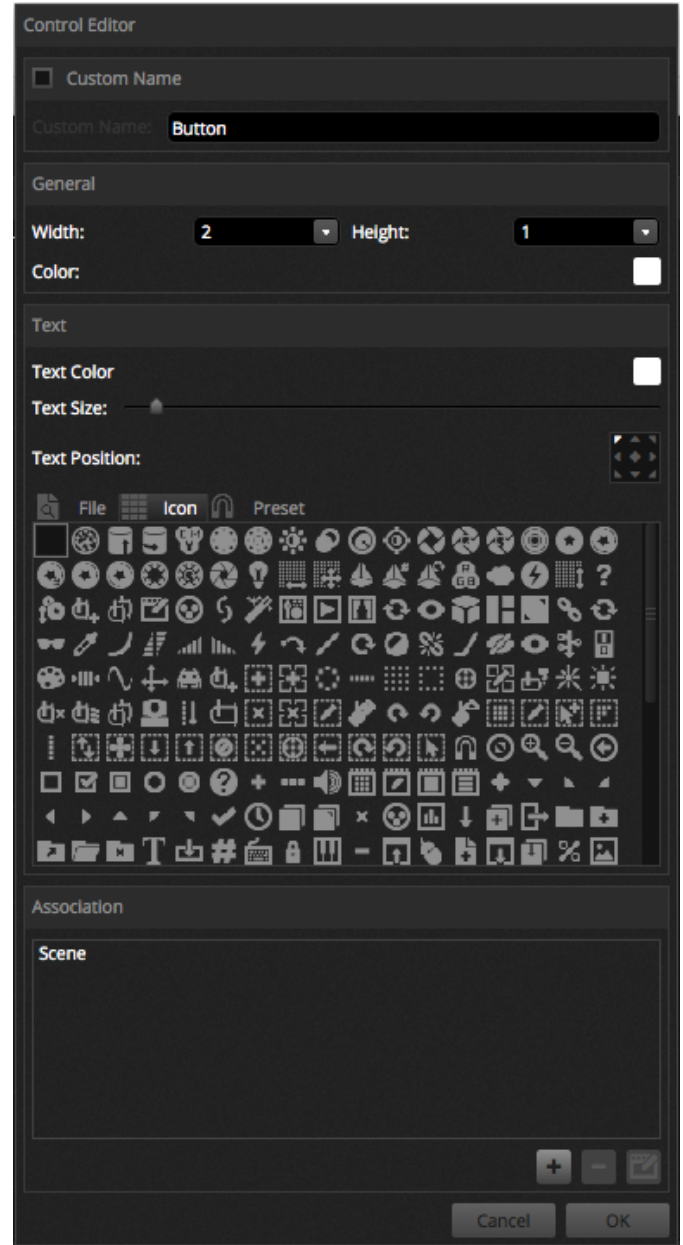 Control Editor
Custom Name
Custom Name: Button
General
Width: 2 Height: 1
Color:
Text
Text Color
Text Size:
Text Position:
File Icon Preset
Association
Scene
Cancel OK